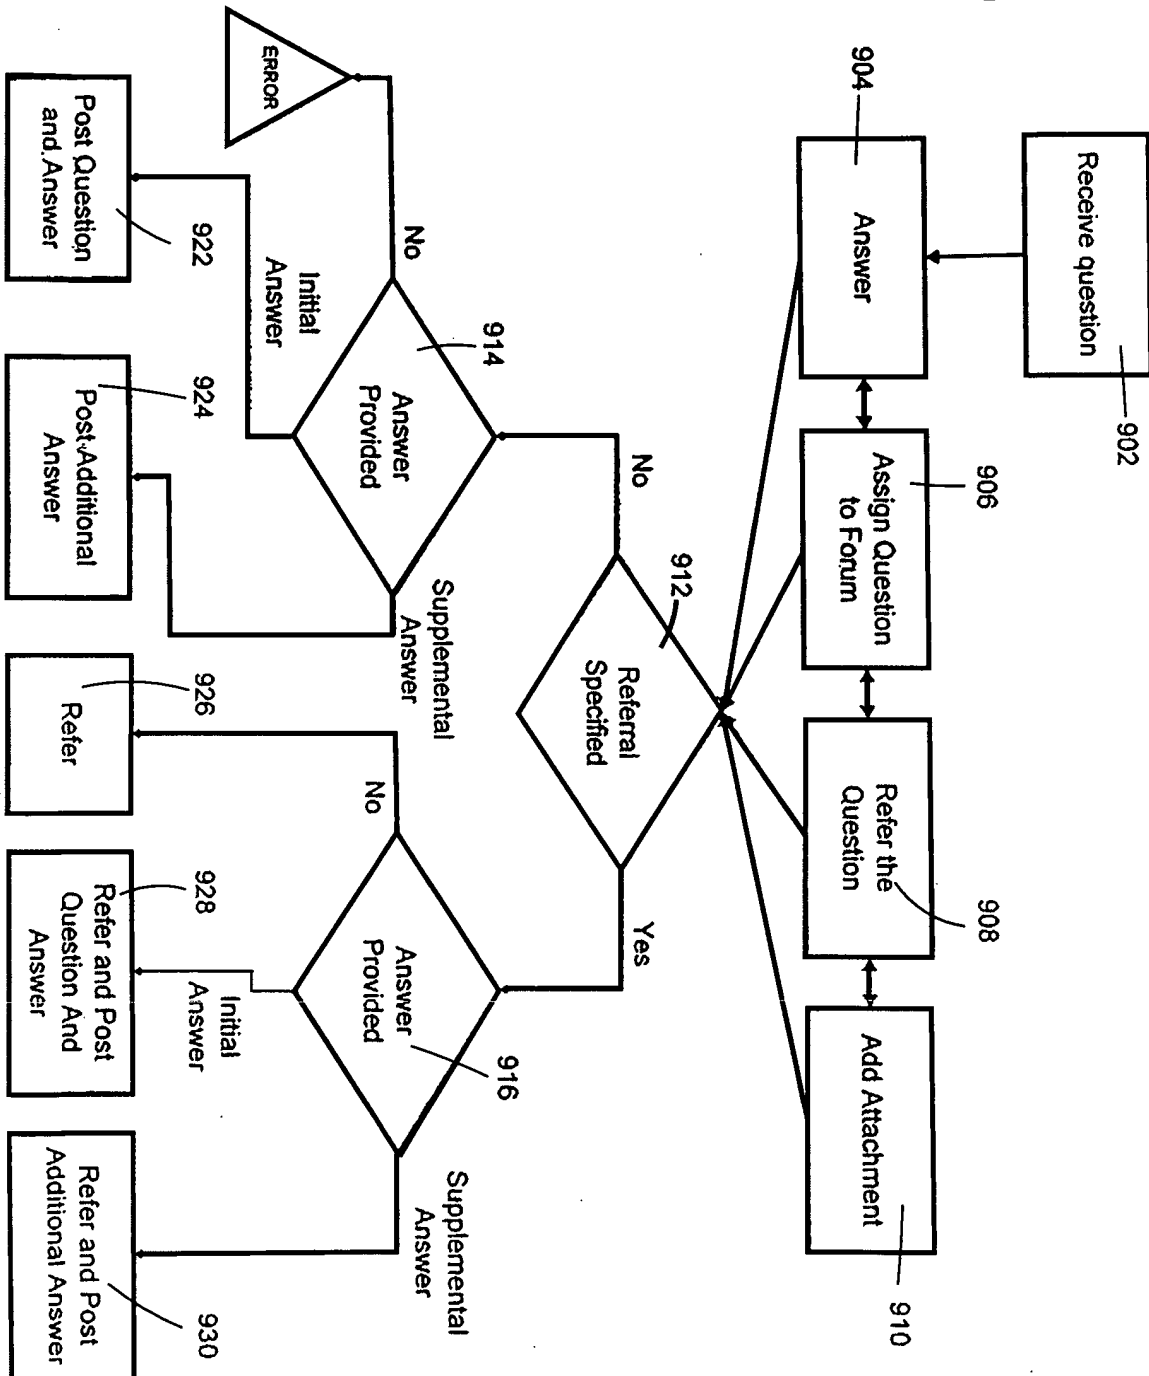 Receive question
902
904
Answer
906
Assign Question
to Forum
908
Refer the
Question
910
Add Attachment
912
Referral
Specified
No
Yes
914
Answer
Provided
No
Initial
Answer
Supplemental
Answer
916
Answer
Provided
No
Initial
Answer
Supplemental
Answer
ERROR
922
Post Question
and Answer
924
Post Additional
Answer
926
Refer
928
Refer and Post
Question And
Answer
930
Refer and Post
Additional Answer